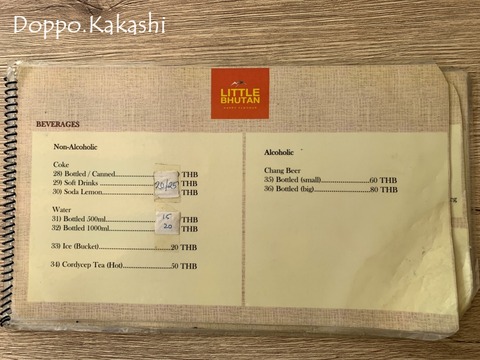 Doppo.Kakashi
LITTLE
BHUTAN
BEVERAGES
Non-Alcoholic
Coke
28) Bottled / Canned THB
29) Soft Drinks 20/25 THB
30) Soda Lemon THB
Water
31) Bottled 500ml 15 THB
32) Bottled 1000ml 20 THB
33) Ice (Bucket) 20 THB
34) Cordycep Tea (Hot) 50 THB
Alcoholic
Chang Beer
35) Bottled (small) 60 THB
36) Bottled (big) 80 THB